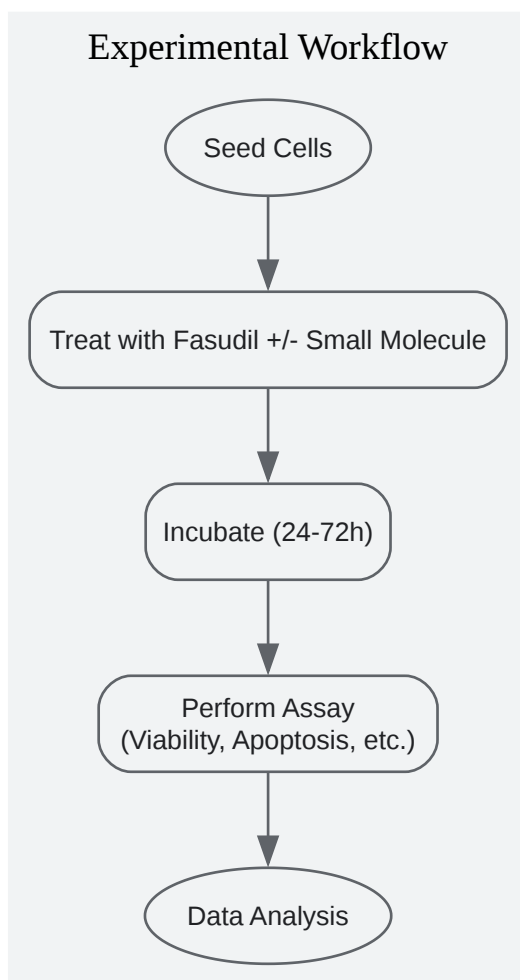 Experimental Workflow
Seed Cells
Treat with Fasudil +/- Small Molecule
Incubate (24-72h)
Perform Assay
(Viability, Apoptosis, etc.)
Data Analysis